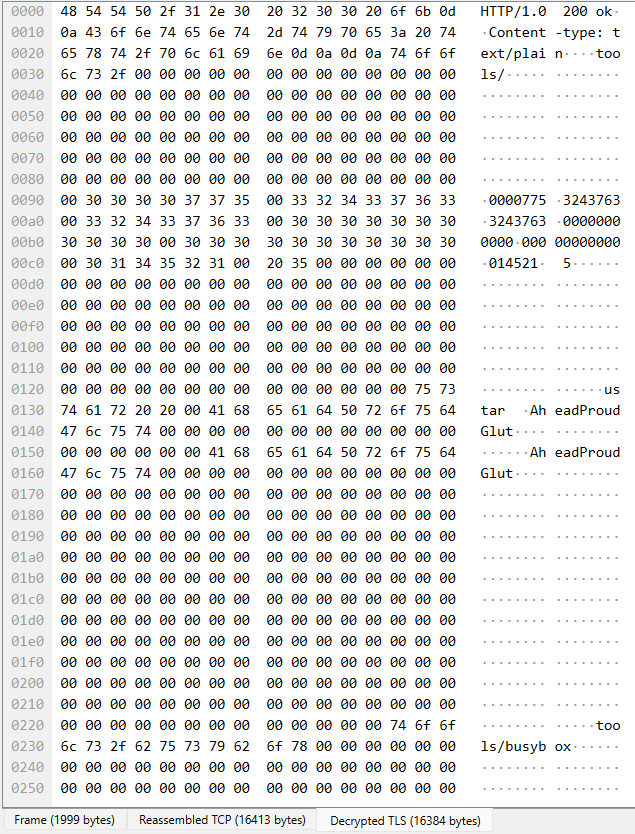 0000 48 54 54 50 2f 31 2e 30 20 32 30 30 20 6f 6b 0d HTTP/1.0 200 ok·
0010 0a 43 6f 6e 74 65 6e 74 2d 74 79 70 65 3a 20 74 ·Content -type: t
0020 65 78 74 2f 70 6c 61 69 6e 0d 0a 0d 0a 74 6f 6f ext/plai n····too
0030 6c 73 2f 00 00 00 00 00 00 00 00 00 00 00 00 00 ls/····· ········
0040 00 00 00 00 00 00 00 00 00 00 00 00 00 00 00 00 ········ ········
0050 00 00 00 00 00 00 00 00 00 00 00 00 00 00 00 00 ········ ········
0060 00 00 00 00 00 00 00 00 00 00 00 00 00 00 00 00 ········ ········
0070 00 00 00 00 00 00 00 00 00 00 00 00 00 00 00 00 ········ ········
0080 00 00 00 00 00 00 00 00 00 00 00 00 00 00 00 00 ········ ········
0090 00 30 30 30 30 37 37 35 00 33 32 34 33 37 36 33 ·0000775 ·3243763
00a0 00 33 32 34 33 37 36 33 00 30 30 30 30 30 30 30 ·3243763 ·0000000
00b0 30 30 30 30 00 30 30 30 30 30 30 30 30 30 30 30 0000·000 00000000
00c0 00 30 31 34 35 32 31 00 20 35 00 00 00 00 00 00 ·014521· 5······
00d0 00 00 00 00 00 00 00 00 00 00 00 00 00 00 00 00 ········ ········
00e0 00 00 00 00 00 00 00 00 00 00 00 00 00 00 00 00 ········ ········
00f0 00 00 00 00 00 00 00 00 00 00 00 00 00 00 00 00 ········ ········
0100 00 00 00 00 00 00 00 00 00 00 00 00 00 00 00 00 ········ ········
0110 00 00 00 00 00 00 00 00 00 00 00 00 00 00 00 00 ········ ········
0120 00 00 00 00 00 00 00 00 00 00 00 00 00 00 75 73 ········ ······us
0130 74 61 72 20 20 00 41 68 65 61 64 50 72 6f 75 64 tar ·Ah eadProud
0140 47 6c 75 74 00 00 00 00 00 00 00 00 00 00 00 00 Glut···· ········
0150 00 00 00 00 00 00 41 68 65 61 64 50 72 6f 75 64 ······Ah eadProud
0160 47 6c 75 74 00 00 00 00 00 00 00 00 00 00 00 00 Glut···· ········
0170 00 00 00 00 00 00 00 00 00 00 00 00 00 00 00 00 ········ ········
0180 00 00 00 00 00 00 00 00 00 00 00 00 00 00 00 00 ········ ········
0190 00 00 00 00 00 00 00 00 00 00 00 00 00 00 00 00 ········ ········
01a0 00 00 00 00 00 00 00 00 00 00 00 00 00 00 00 00 ········ ········
01b0 00 00 00 00 00 00 00 00 00 00 00 00 00 00 00 00 ········ ········
01c0 00 00 00 00 00 00 00 00 00 00 00 00 00 00 00 00 ········ ········
01d0 00 00 00 00 00 00 00 00 00 00 00 00 00 00 00 00 ········ ········
01e0 00 00 00 00 00 00 00 00 00 00 00 00 00 00 00 00 ········ ········
01f0 00 00 00 00 00 00 00 00 00 00 00 00 00 00 00 00 ········ ········
0200 00 00 00 00 00 00 00 00 00 00 00 00 00 00 00 00 ········ ········
0210 00 00 00 00 00 00 00 00 00 00 00 00 00 00 00 00 ········ ········
0220 00 00 00 00 00 00 00 00 00 00 00 00 00 74 6f 6f ········ ·····too
0230 6c 73 2f 62 75 73 79 62 6f 78 00 00 00 00 00 00 ls/busyb ox······
0240 00 00 00 00 00 00 00 00 00 00 00 00 00 00 00 00 ········ ········
0250 00 00 00 00 00 00 00 00 00 00 00 00 00 00 00 00 ········ ········
Frame (1999 bytes) Reassembled TCP (16413 bytes) Decrypted TLS (16384 bytes)